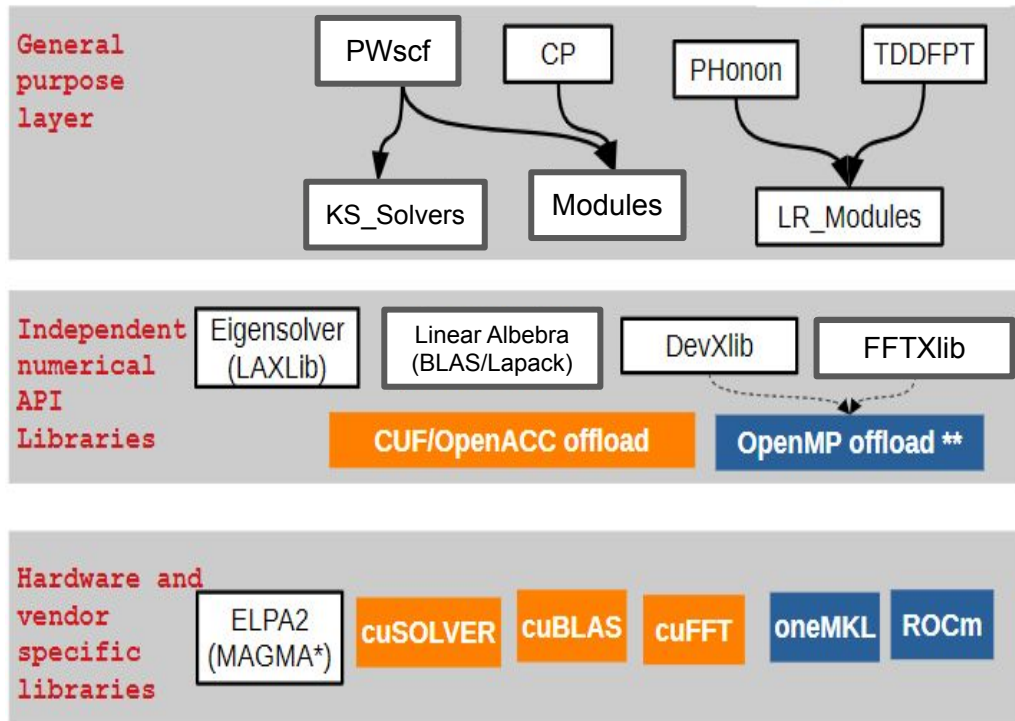 General
purpose
layer
PWscf
CP
PHonon
TDDFPT
KS_Solvers
Modules
LR_Modules
Independent
numerical
API
Libraries
Eigensolver
(LAXLib)
Linear Albebra
(BLAS/Lapack)
DevXlib
FFTXlib
CUF/OpenACC offload
OpenMP offload **
Hardware and
vendor
specific
libraries
ELPA2
(MAGMA*)
cuSOLVER
cuBLAS
cuFFT
oneMKL
ROCm